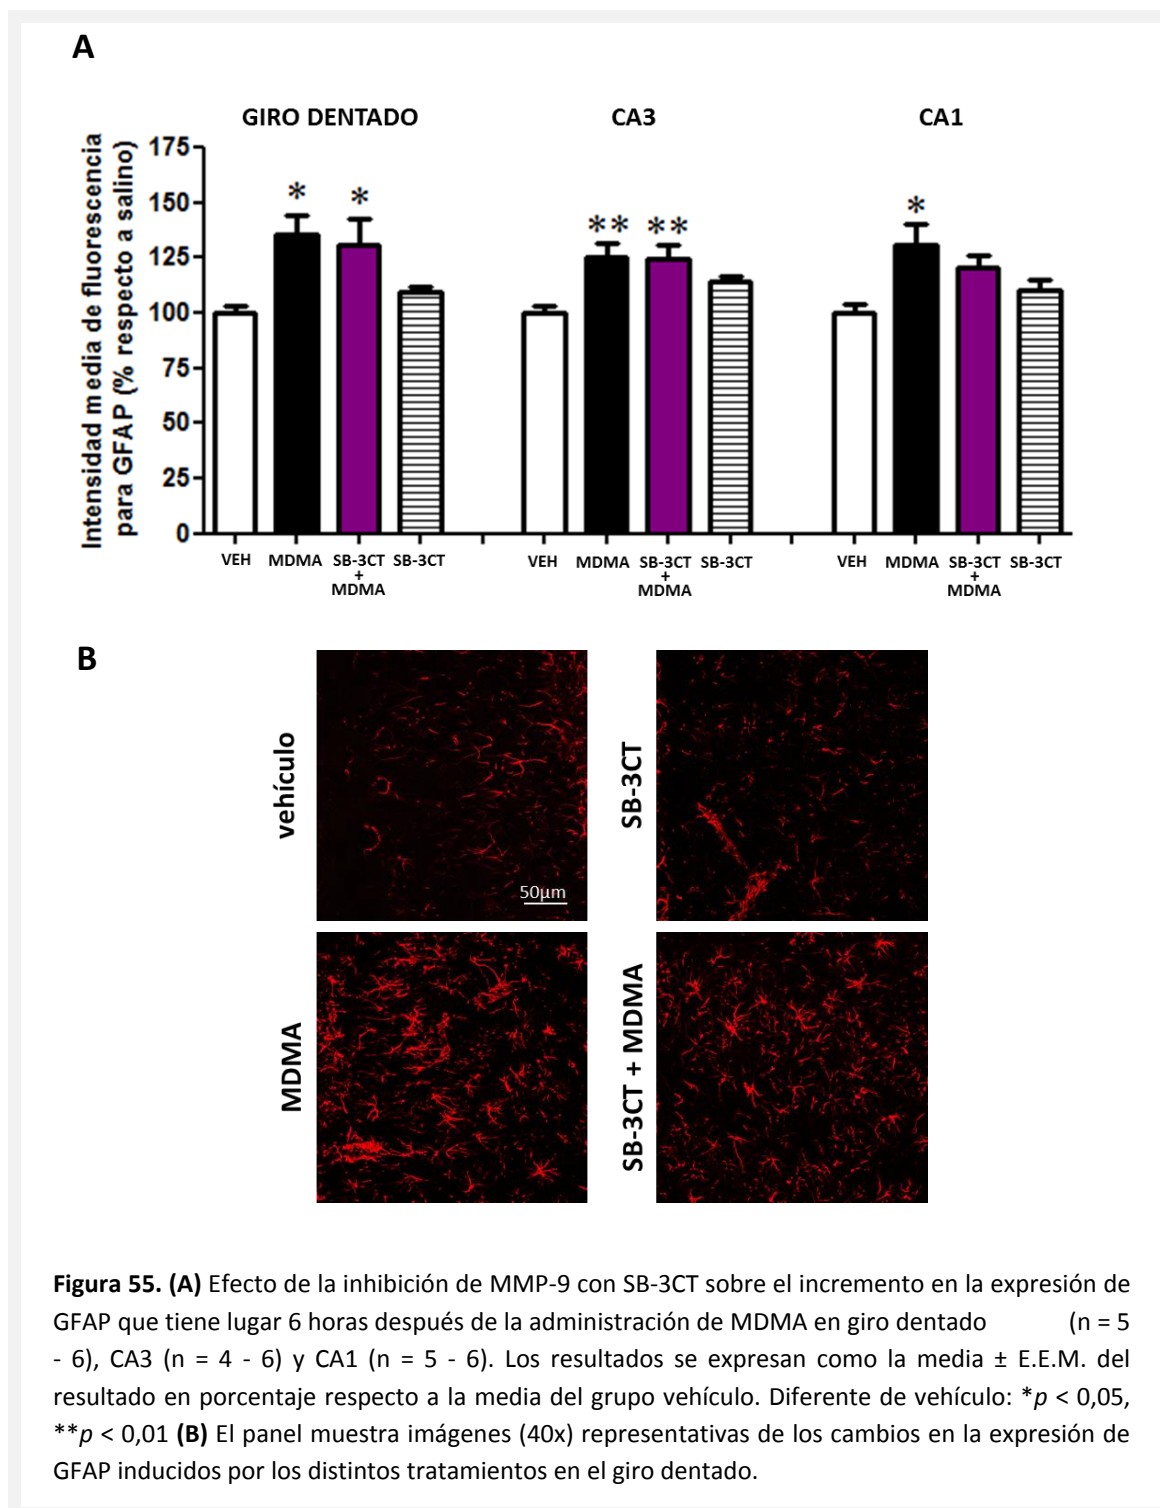 A
GIRO DENTADO CA3 CA1
Intensidad media de fluorescencia
para GFAP (% respecto a salino)
175
150
125
100
75
50
25
0
* * ** ** *
VEH MDMA SB-3CT SB-3CT VEH MDMA SB-3CT SB-3CT VEH MDMA SB-3CT SB-3CT
+ + +
MDMA MDMA MDMA
B
vehículo
50µm
SB-3CT
MDMA
SB-3CT + MDMA
Figura 55. (A) Efecto de la inhibición de MMP-9 con SB-3CT sobre el incremento en la expresión de
GFAP que tiene lugar 6 horas después de la administración de MDMA en giro dentado (n = 5
- 6), CA3 (n = 4 - 6) y CA1 (n = 5 - 6). Los resultados se expresan como la media ± E.E.M. del
resultado en porcentaje respecto a la media del grupo vehículo. Diferente de vehículo: *p < 0,05,
**p < 0,01 (B) El panel muestra imágenes (40x) representativas de los cambios en la expresión de
GFAP inducidos por los distintos tratamientos en el giro dentado.